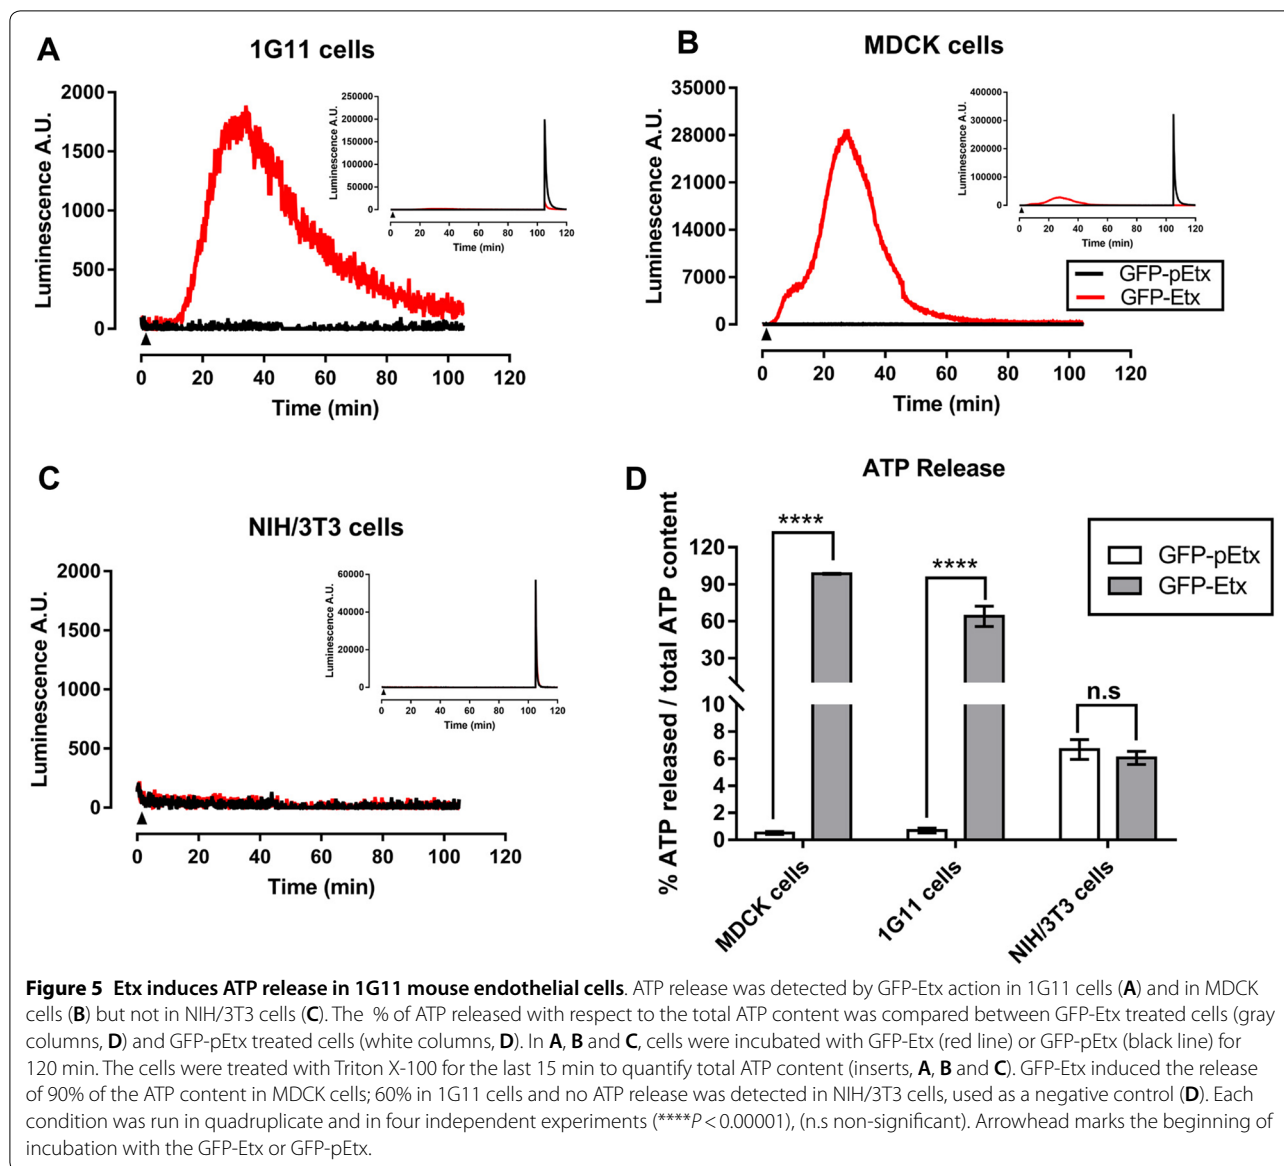 A
1G11 cells
Luminescence A.U.
2000
1500
1000
500
0
0 20 40 60 80 100 120
Time (min)
Luminescence A.U.
250000
200000
150000
100000
50000
0
0 20 40 60 80 100 120
Time (min)
B
MDCK cells
Luminescence A.U.
35000
28000
21000
14000
7000
0
0 20 40 60 80 100 120
Time (min)
Luminescence A.U.
400000
300000
200000
100000
0
0 20 40 60 80 100 120
Time (min)
GFP-pEtx
GFP-Etx
C
NIH/3T3 cells
Luminescence A.U.
2000
1500
1000
500
0
0 20 40 60 80 100 120
Time (min)
Luminescence A.U.
60000
40000
20000
0
0 20 40 60 80 100 120
Time (min)
D
ATP Release
% ATP released / total ATP content
120
90
60
30
10
8
6
4
2
0
****
****
n.s
GFP-pEtx
GFP-Etx
MDCK cells
1G11 cells
NIH/3T3 cells
Figure 5 Etx induces ATP release in 1G11 mouse endothelial cells. ATP release was detected by GFP-Etx action in 1G11 cells (A) and in MDCK
cells (B) but not in NIH/3T3 cells (C). The % of ATP released with respect to the total ATP content was compared between GFP-Etx treated cells (gray
columns, D) and GFP-pEtx treated cells (white columns, D). In A, B and C, cells were incubated with GFP-Etx (red line) or GFP-pEtx (black line) for
120 min. The cells were treated with Triton X-100 for the last 15 min to quantify total ATP content (inserts, A, B and C). GFP-Etx induced the release
of 90% of the ATP content in MDCK cells; 60% in 1G11 cells and no ATP release was detected in NIH/3T3 cells, used as a negative control (D). Each
condition was run in quadruplicate and in four independent experiments (****P < 0.00001), (n.s non-significant). Arrowhead marks the beginning of
incubation with the GFP-Etx or GFP-pEtx.